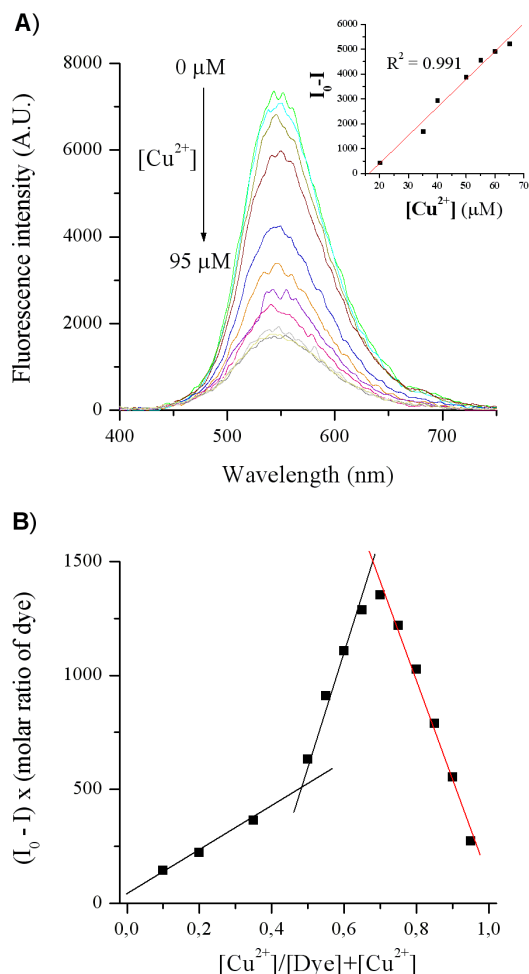 A)
0 µM
[Cu²⁺]
95 µM
8000
6000
4000
2000
0
Fluorescence intensity (A.U.)
400
500
600
700
Wavelength (nm)
R² = 0.991
6000
5000
4000
3000
2000
1000
0
I₀-I
20
30
40
50
60
70
[Cu²⁺] (µM)
B)
1500
1000
500
0
(I₀ - I) x (molar ratio of dye)
0,0
0,2
0,4
0,6
0,8
1,0
[Cu²⁺]/[Dye]+[Cu²⁺]